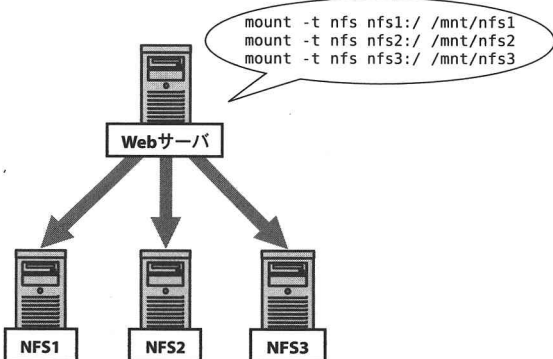 mount -t nfs nfs1:/ /mnt/nfs1
mount -t nfs nfs2:/ /mnt/nfs2
mount -t nfs nfs3:/ /mnt/nfs3
Webサーバ
NFS1
NFS2
NFS3